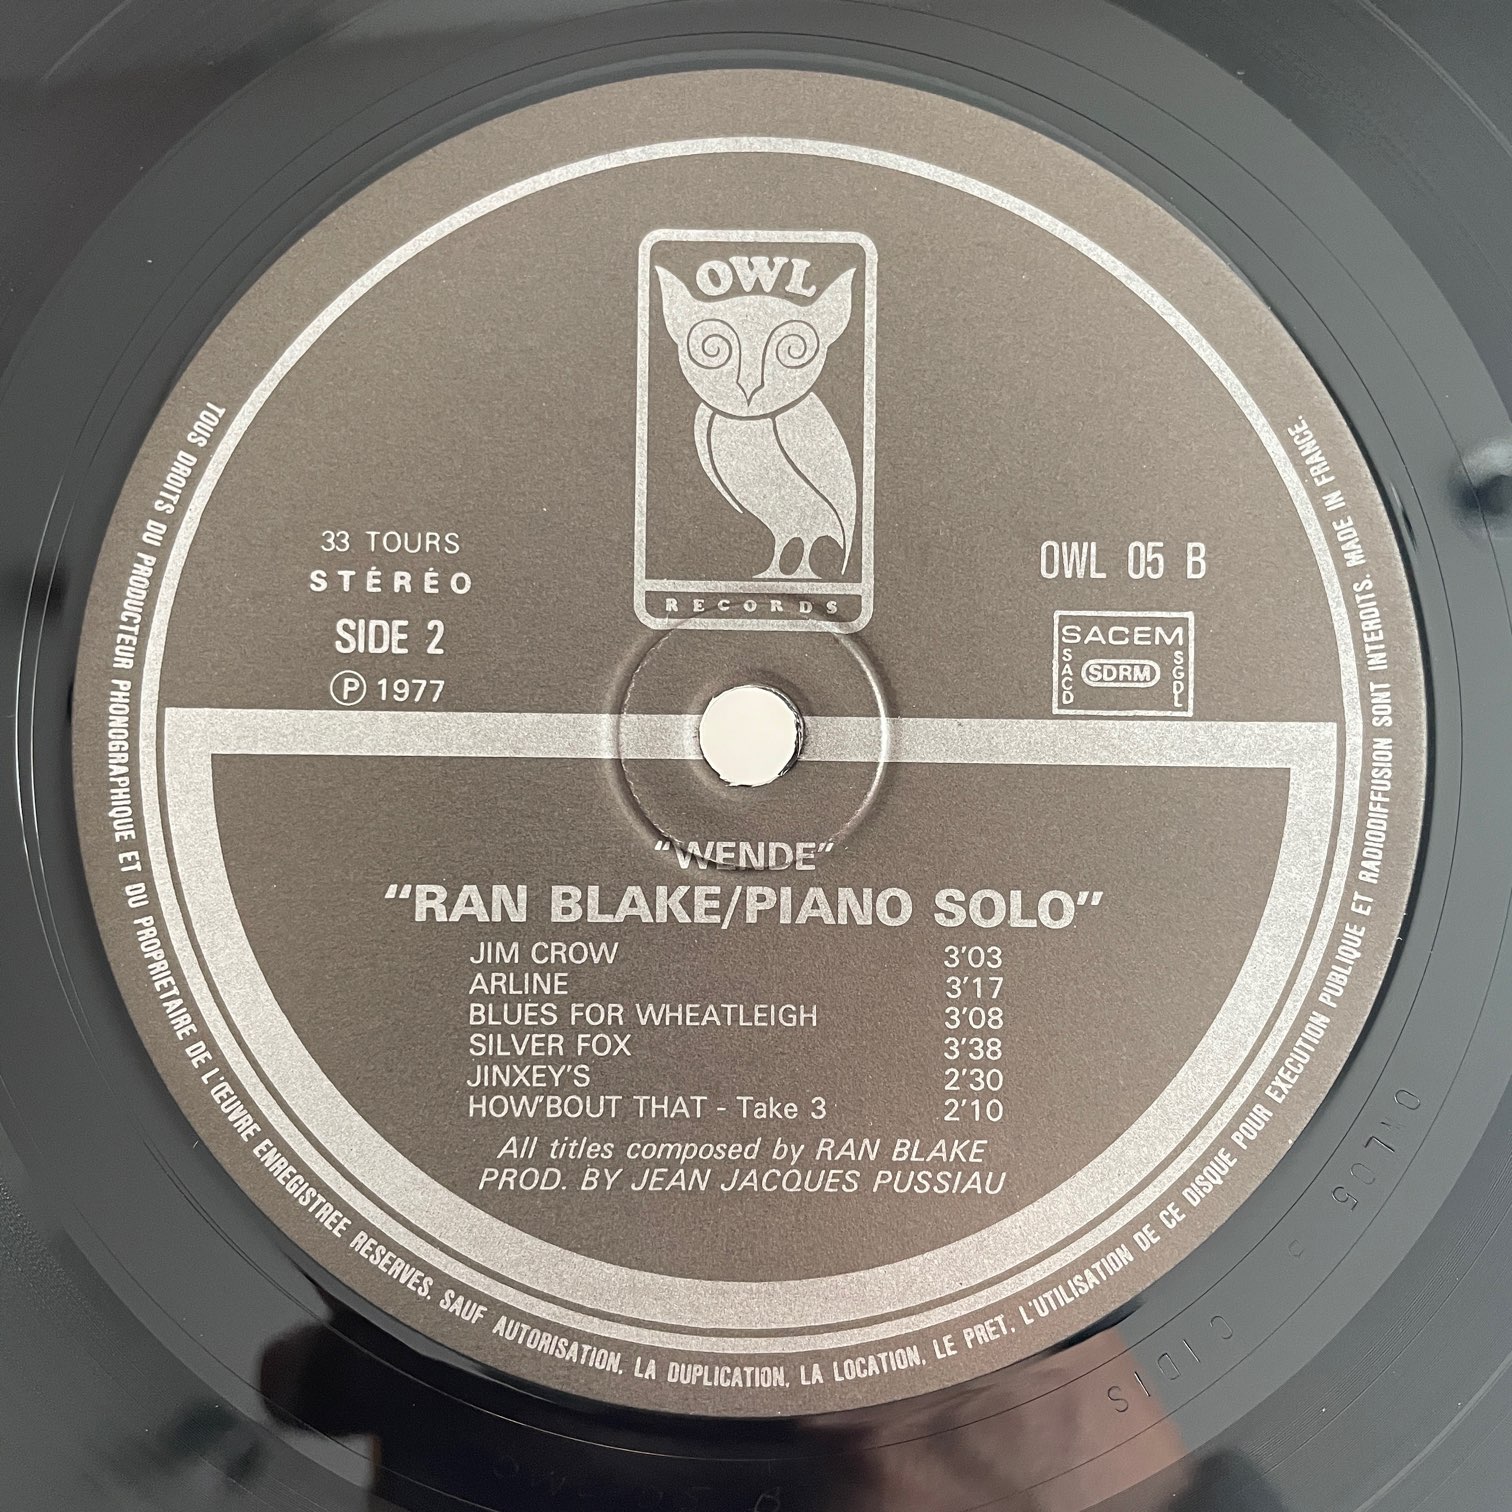 OWL
RECORDS
33 TOURS
STÉRÉO
SIDE 2
Ⓟ 1977
OWL 05 B
SACEM
SACD
SDRM
SGDL
“WENDE”
“RAN BLAKE/PIANO SOLO”
JIM CROW 3'03
ARLINE 3'17
BLUES FOR WHEATLEIGH 3'08
SILVER FOX 3'38
JINXEY'S 2'30
HOW'BOUT THAT - Take 3 2'10
All titles composed by RAN BLAKE
PROD. BY JEAN JACQUES PUSSIAU
TOUS DROITS DU PRODUCTEUR PHONOGRAPHIQUE ET DU PROPRIETAIRE DE L'ŒUVRE ENREGISTREE RESERVES. SAUF AUTORISATION, LA DUPLICATION, LA LOCATION, LE PRET, L'UTILISATION DE CE DISQUE POUR EXECUTION PUBLIQUE ET RADIODIFFUSION SONT INTERDITS. MADE IN FRANCE.
OWL05
CIDIS